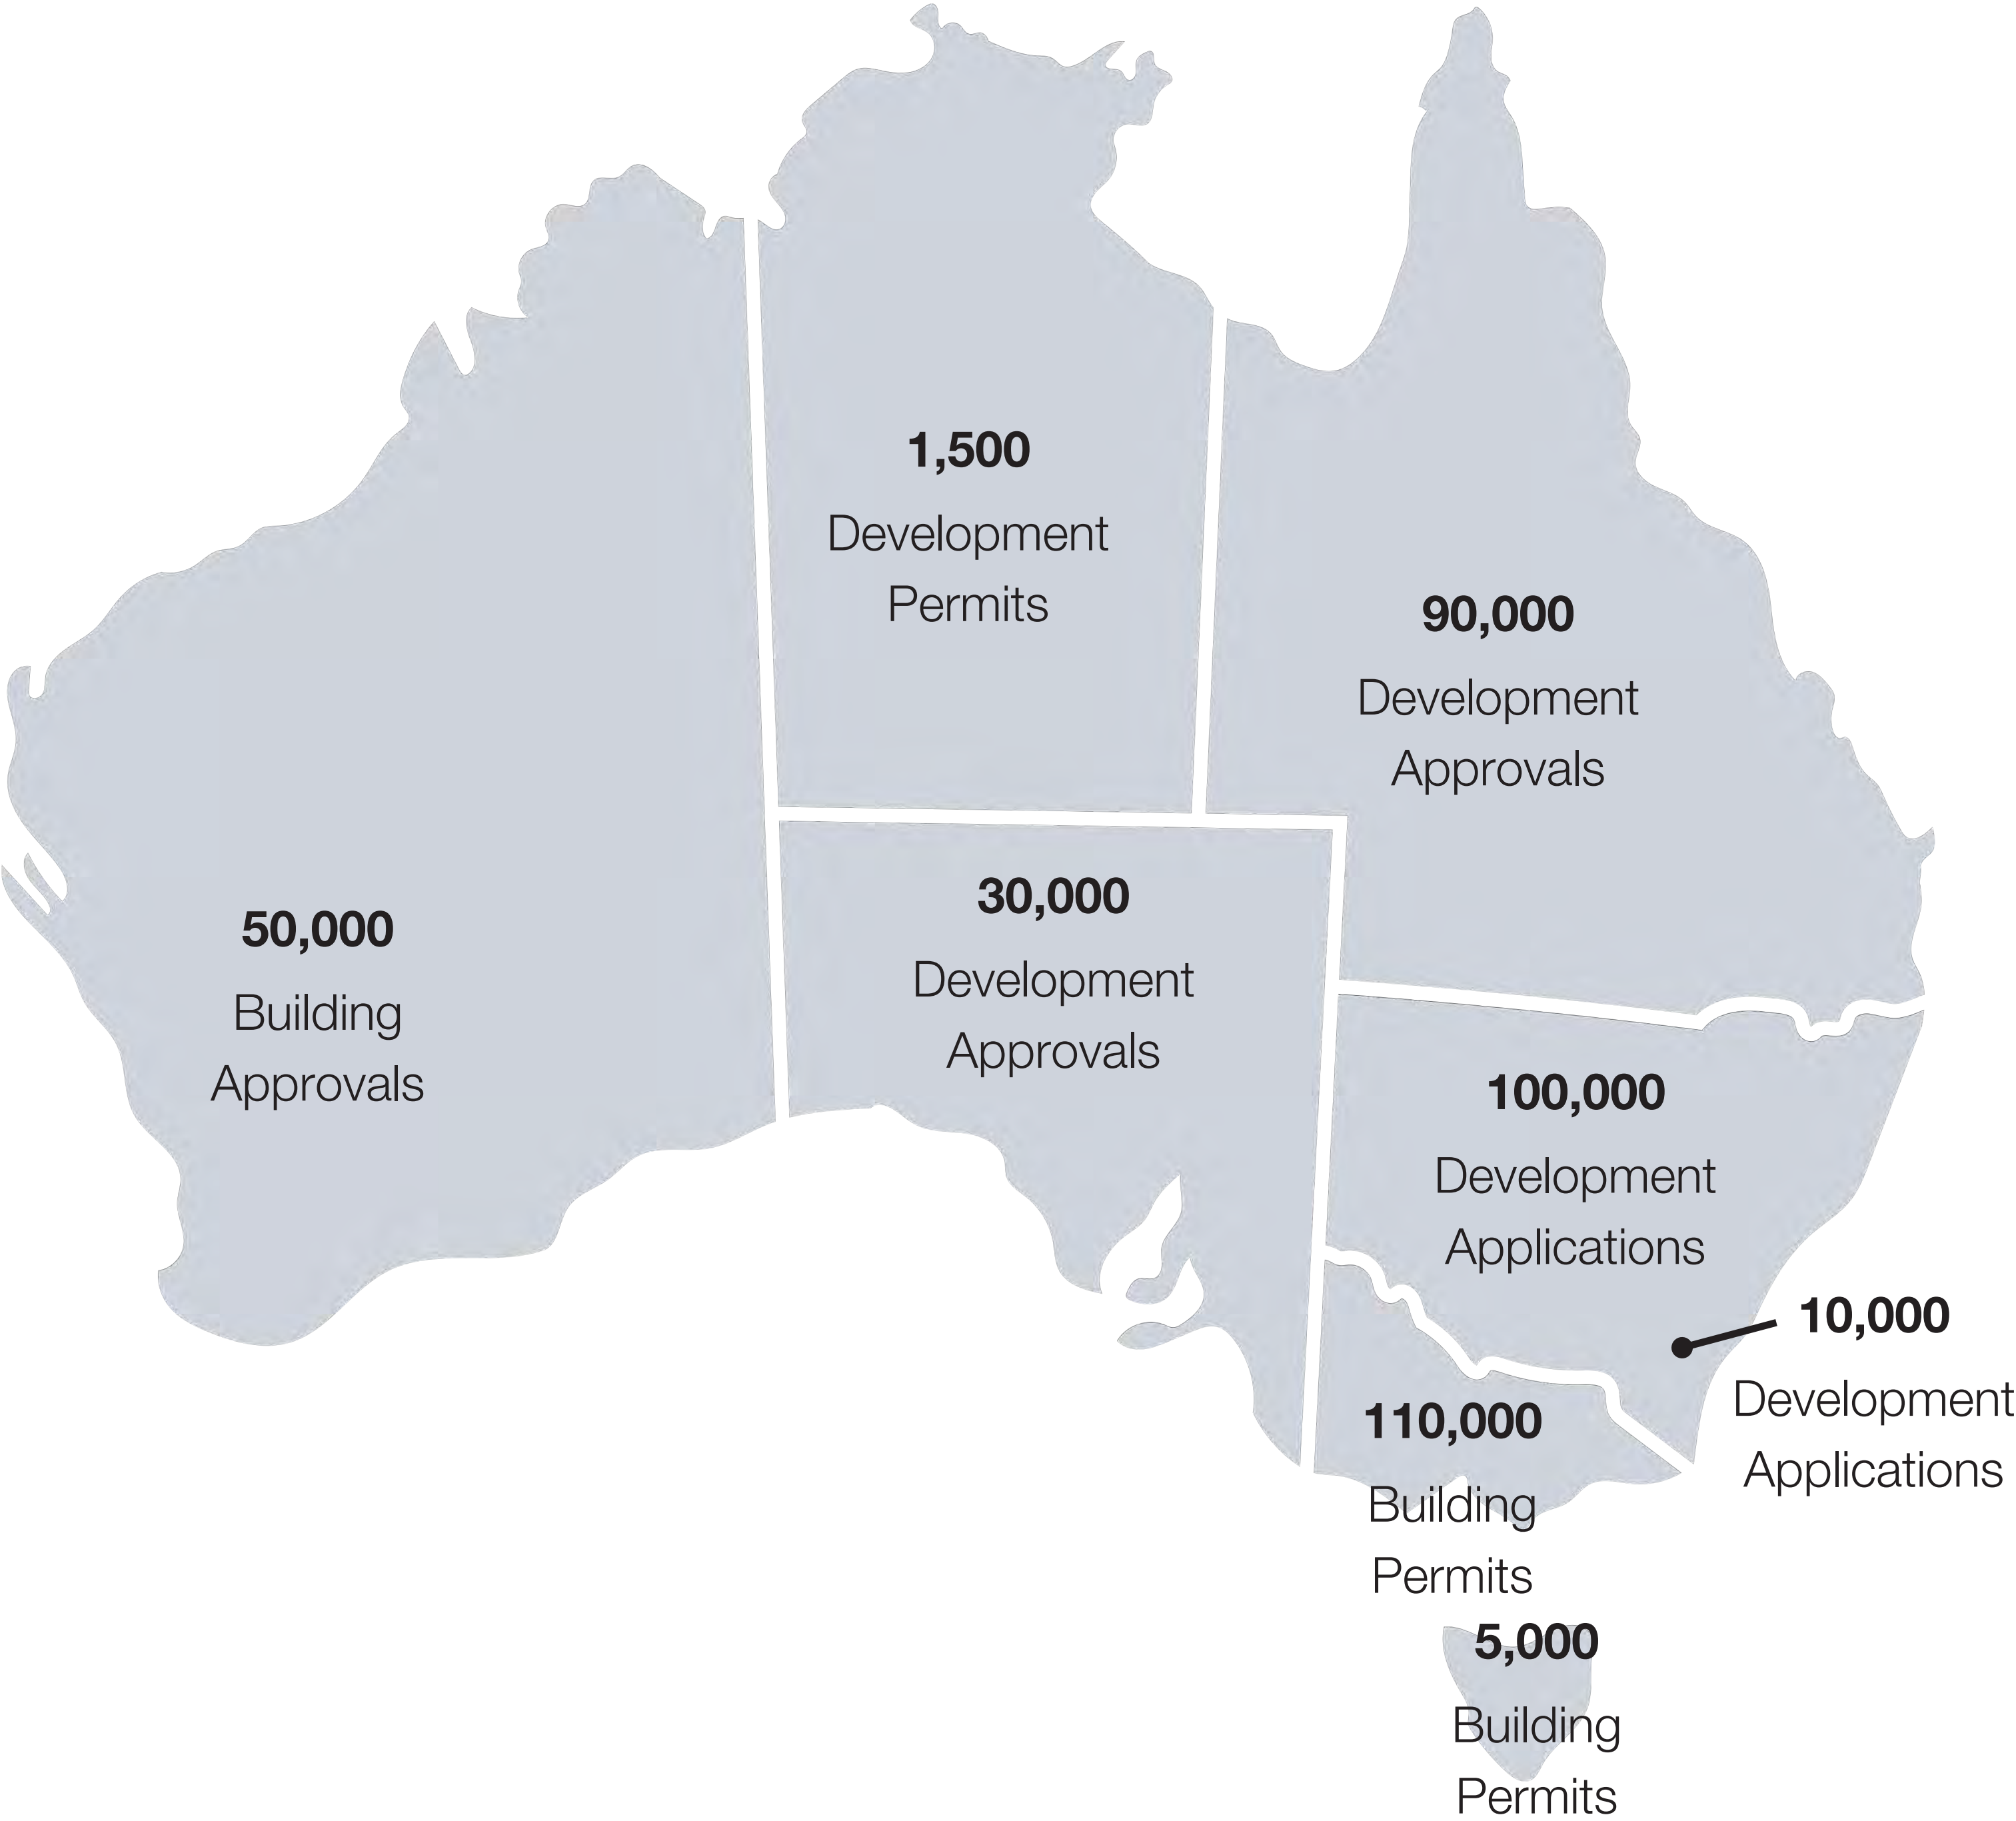 1,500
Development
Permits
90,000
Development
Approvals
50,000
Building
Approvals
30,000
Development
Approvals
100,000
Development
Applications
10,000
Development
Applications
110,000
Building
Permits
5,000
Building
Permits